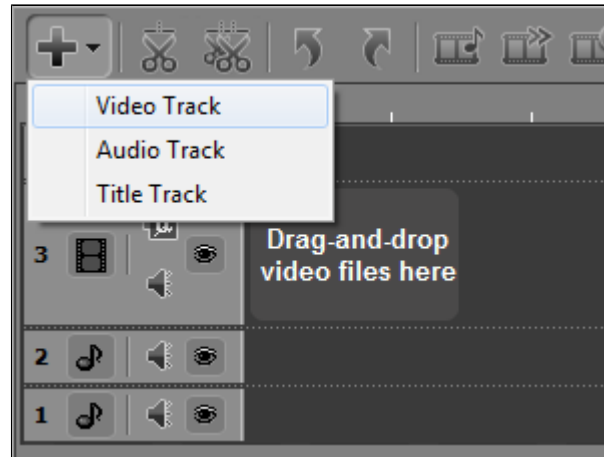 Video Track
Audio Track
Title Track
3
Drag-and-drop
video files here
2
1